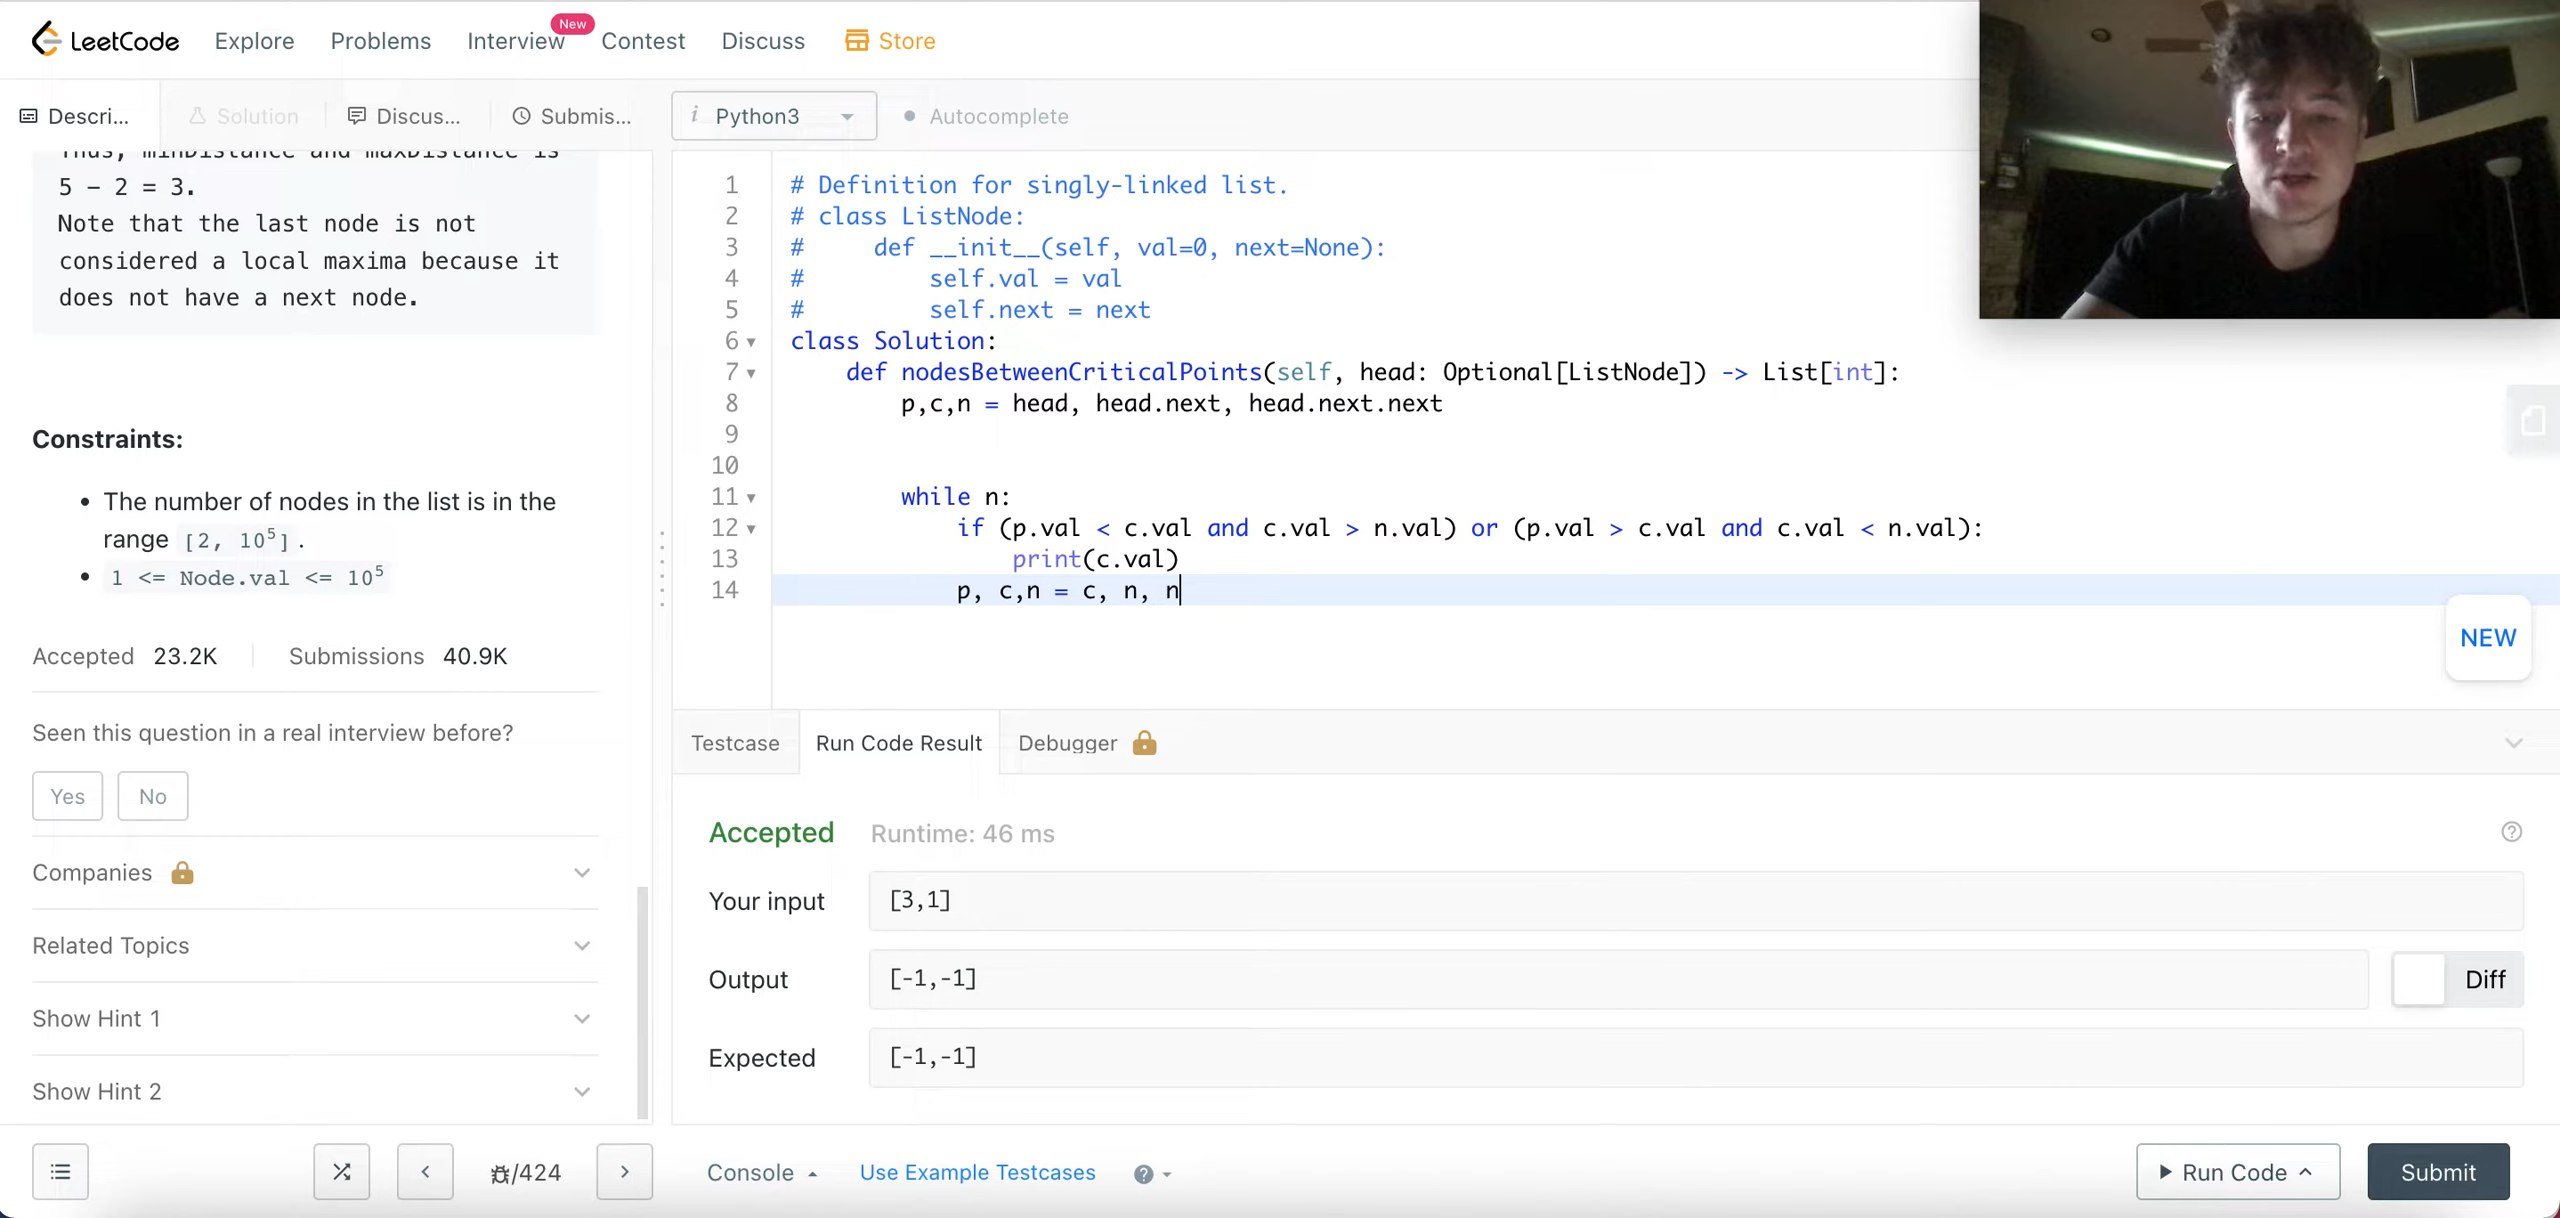 LeetCode Explore Problems Interview New Contest Discuss Store
Descri... Solution Discus... Submis...
Python3 Autocomplete
Thus, minDistance and maxDistance is
5 - 2 = 3.
Note that the last node is not
considered a local maxima because it
does not have a next node.
Constraints:
• The number of nodes in the list is in the
range [2, 10⁵] .
• 1 <= Node.val <= 10⁵
Accepted 23.2K Submissions 40.9K
Seen this question in a real interview before?
Yes No
Companies
Related Topics
Show Hint 1
Show Hint 2
/424
1 # Definition for singly-linked list.
2 # class ListNode:
3 #     def __init__(self, val=0, next=None):
4 #         self.val = val
5 #         self.next = next
6 class Solution:
7     def nodesBetweenCriticalPoints(self, head: Optional[ListNode]) -> List[int]:
8         p,c,n = head, head.next, head.next.next
9
10
11         while n:
12             if (p.val < c.val and c.val > n.val) or (p.val > c.val and c.val < n.val):
13                 print(c.val)
14             p, c,n = c, n, n
NEW
Testcase Run Code Result Debugger
Accepted Runtime: 46 ms
Your input [3,1]
Output [-1,-1] Diff
Expected [-1,-1]
Console Use Example Testcases Run Code Submit